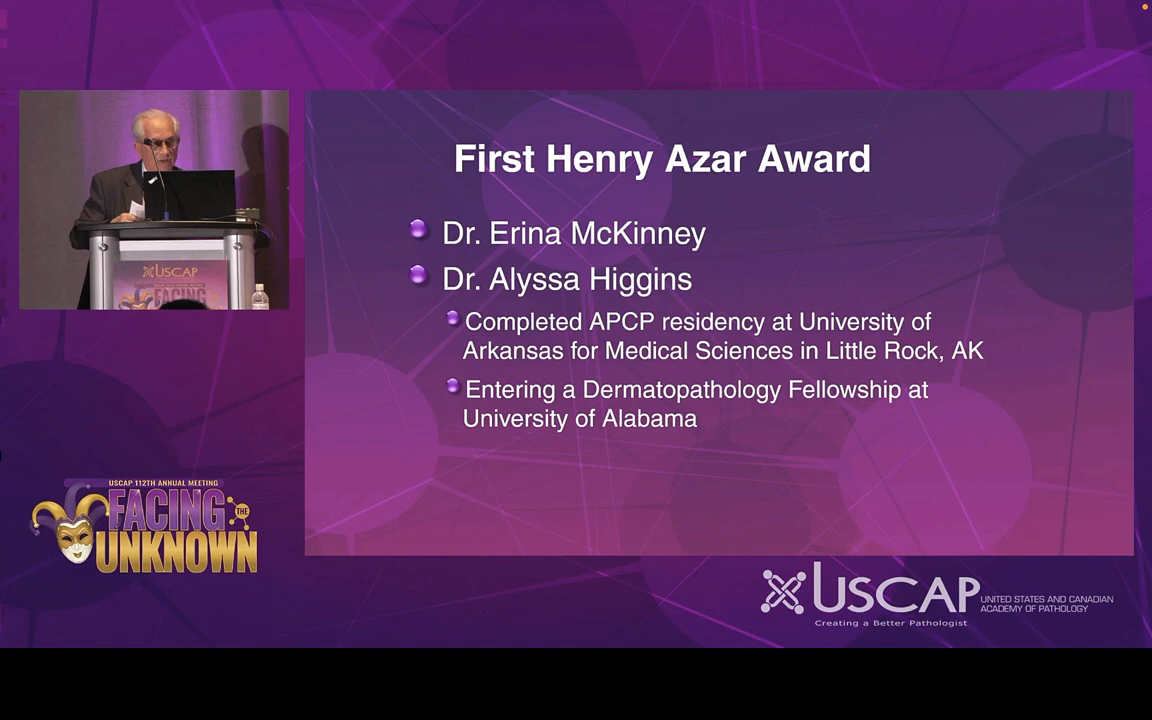 First Henry Azar Award
Dr. Erina McKinney
Dr. Alyssa Higgins
Completed APCP residency at University of
Arkansas for Medical Sciences in Little Rock, AK
Entering a Dermatopathology Fellowship at
University of Alabama
USCAP
FACING
USCAP 112TH ANNUAL MEETING
FACING THE
UNKNOWN
USCAP
UNITED STATES AND CANADIAN
ACADEMY OF PATHOLOGY
Creating a Better Pathologist